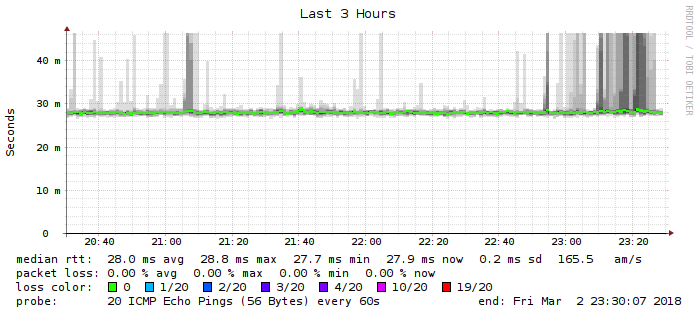 Last 3 Hours
RRDTOOL / TOBI OETIKER
Seconds
40 m
30 m
20 m
10 m
0
20:40 21:00 21:20 21:40 22:00 22:20 22:40 23:00 23:20
median rtt: 28.0 ms avg 28.8 ms max 27.7 ms min 27.9 ms now 0.2 ms sd 165.5 am/s
packet loss: 0.00 % avg 0.00 % max 0.00 % min 0.00 % now
loss color: 0 1/20 2/20 3/20 4/20 10/20 19/20
probe: 20 ICMP Echo Pings (56 Bytes) every 60s end: Fri Mar 2 23:30:07 2018